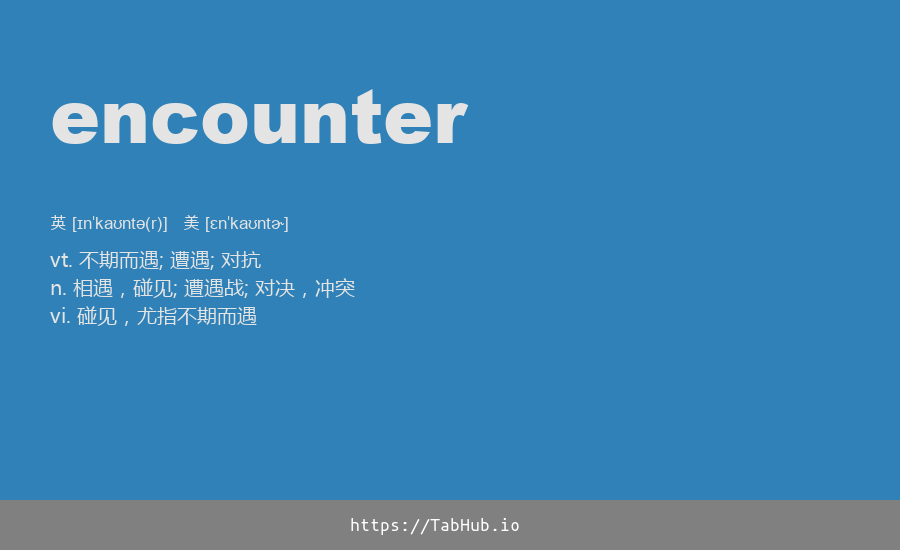 encounter
英 [ɪnˈkaʊntə(r)] 美 [ɛnˈkaʊntɚ]
vt. 不期而遇; 遭遇; 对抗
n. 相遇，碰见; 遭遇战; 对决，冲突
vi. 碰见，尤指不期而遇
https://TabHub.io